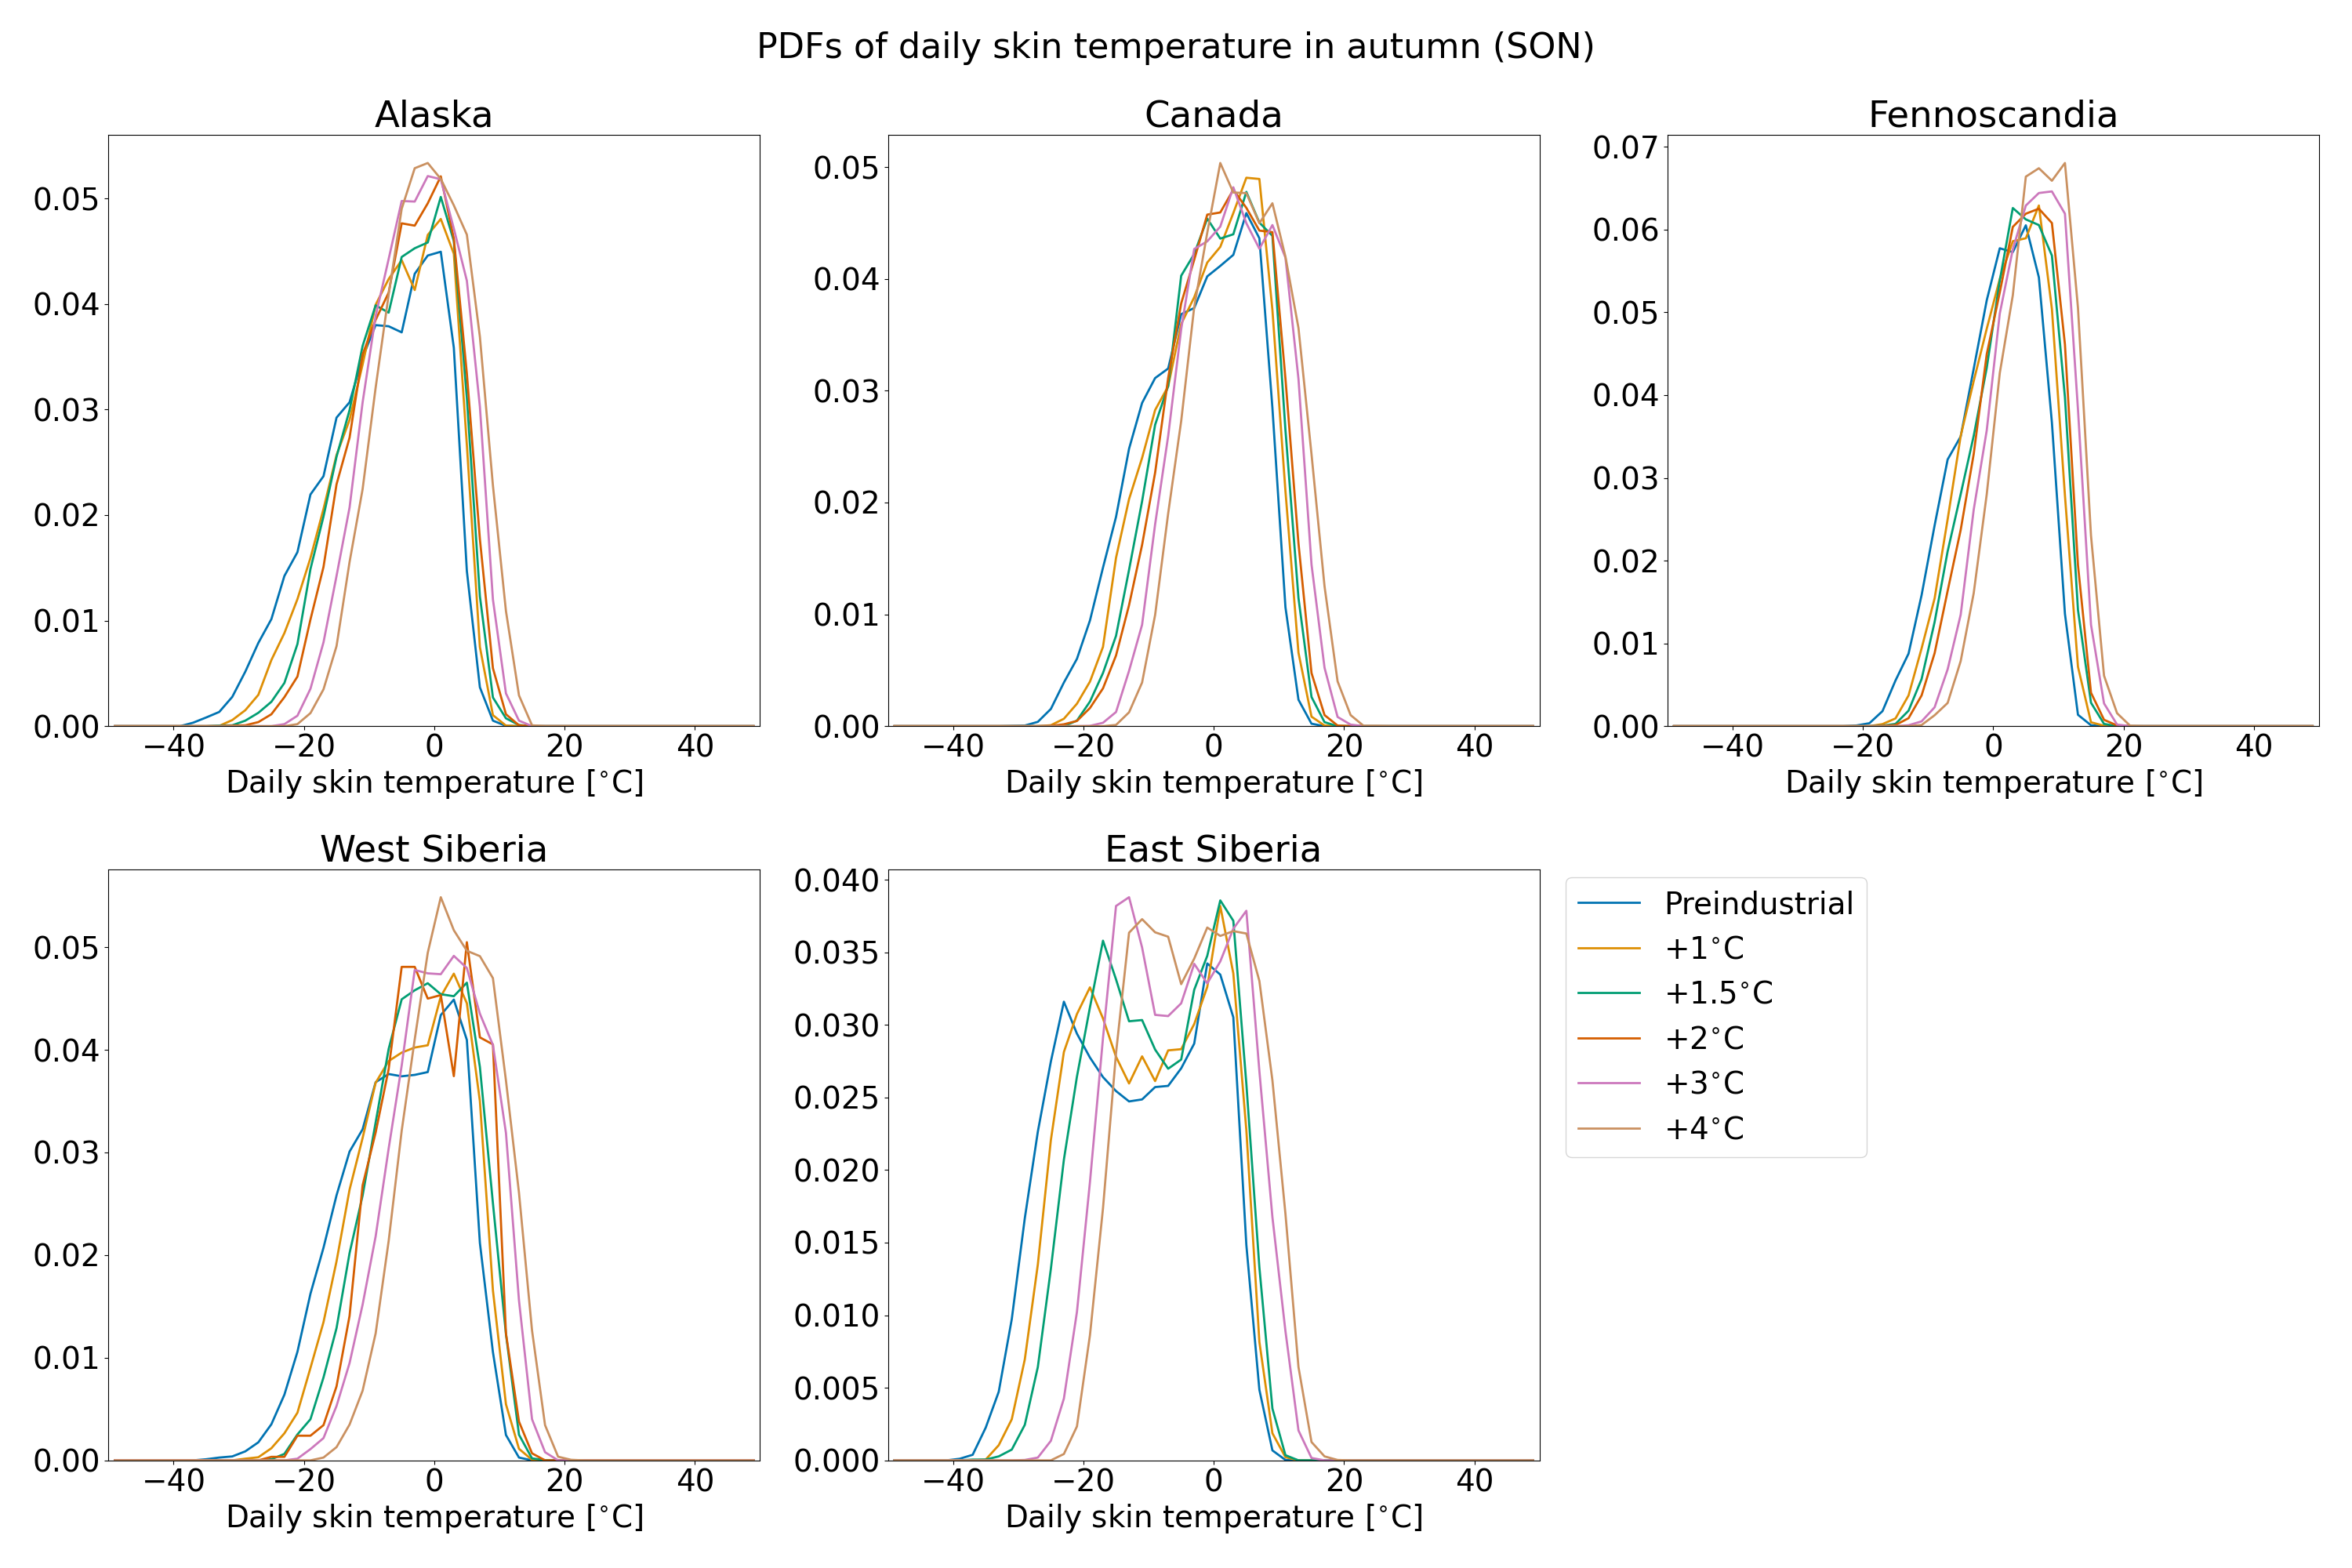 PDFs of daily skin temperature in autumn (SON)
Alaska
Canada
Fennoscandia
0.05
0.04
0.03
0.02
0.01
0.00
−40 −20 0 20 40
Daily skin temperature [°C]
0.05
0.04
0.03
0.02
0.01
0.00
−40 −20 0 20 40
Daily skin temperature [°C]
0.07
0.06
0.05
0.04
0.03
0.02
0.01
0.00
−40 −20 0 20 40
Daily skin temperature [°C]
West Siberia
0.05
0.04
0.03
0.02
0.01
0.00
−40 −20 0 20 40
Daily skin temperature [°C]
East Siberia
0.040
0.035
0.030
0.025
0.020
0.015
0.010
0.005
0.000
−40 −20 0 20 40
Daily skin temperature [°C]
Preindustrial
+1°C
+1.5°C
+2°C
+3°C
+4°C